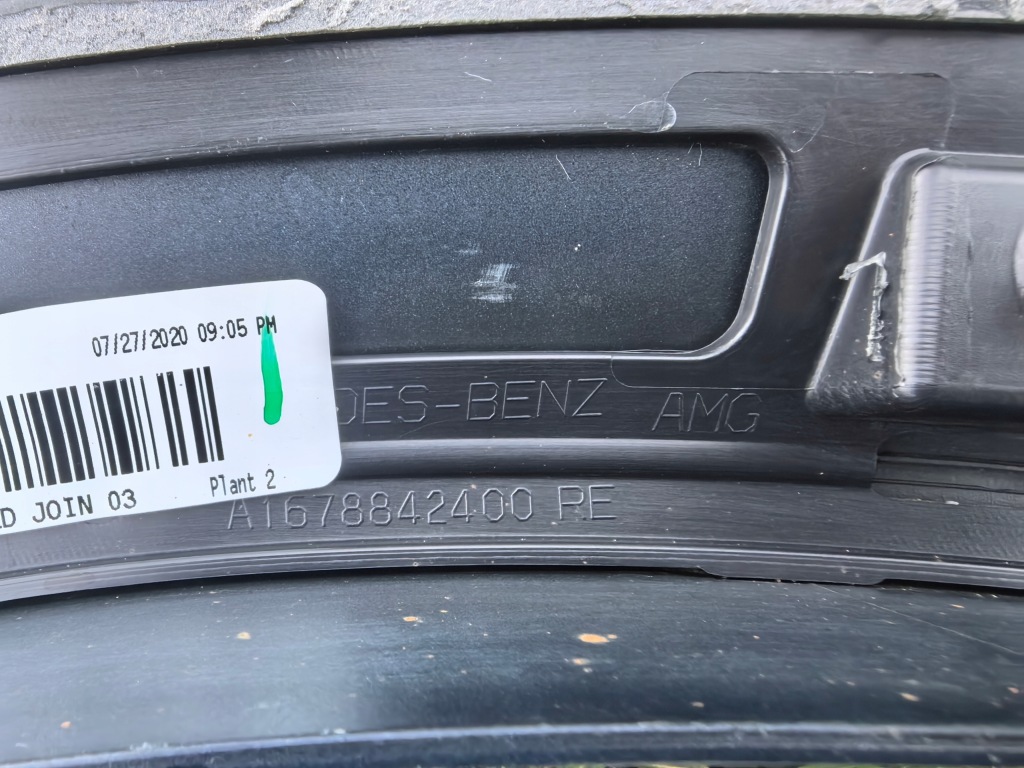 07/27/2020 09:05 PM
JOIN 03
Plant 2
DES-BENZ AMG
A1678842400 RE